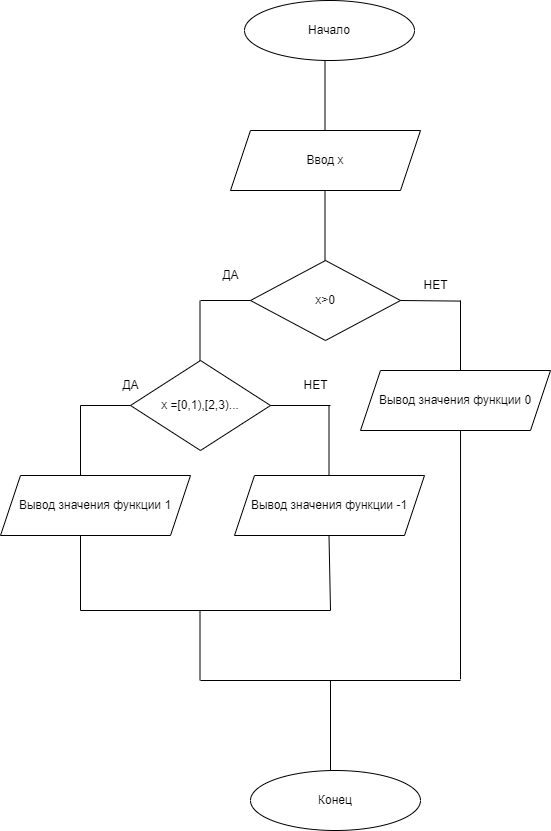 Начало
Ввод x
ДА
НЕТ
x>0
ДА
НЕТ
x =[0,1),[2,3)...
Вывод значения функции 0
Вывод значения функции 1
Вывод значения функции -1
Конец